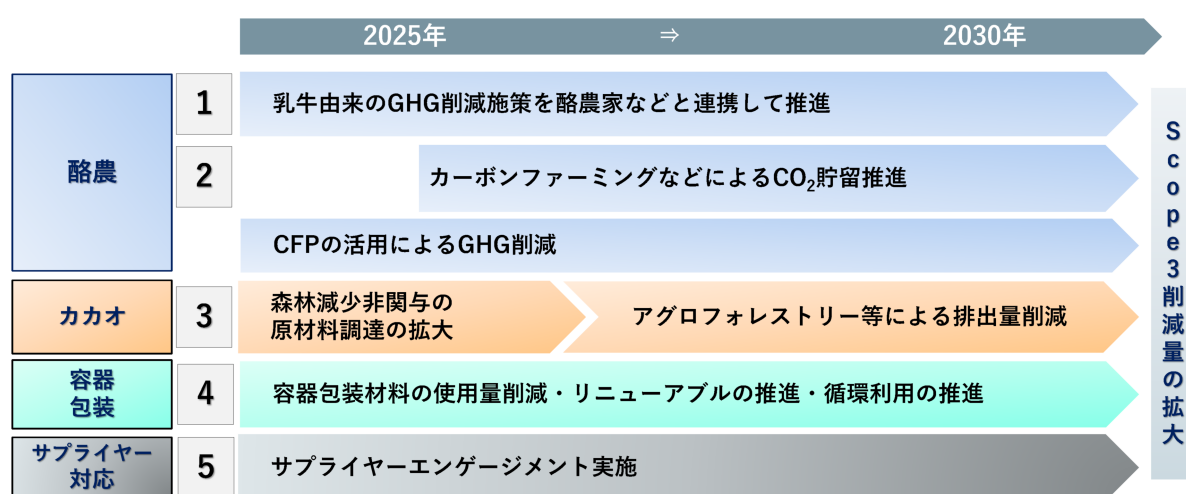 2025年 ⇒ 2030年
酪農
1 乳牛由来のGHG削減施策を酪農家などと連携して推進
2 カーボンファーミングなどによるCO₂貯留推進
CFPの活用によるGHG削減
カカオ
3 森林減少非関与の
原材料調達の拡大
アグロフォレストリー等による排出量削減
容器
包装
4 容器包装材料の使用量削減・リニューアブルの推進・循環利用の推進
サプライヤー
対応
5 サプライヤーエンゲージメント実施
Scope3削減量の拡大